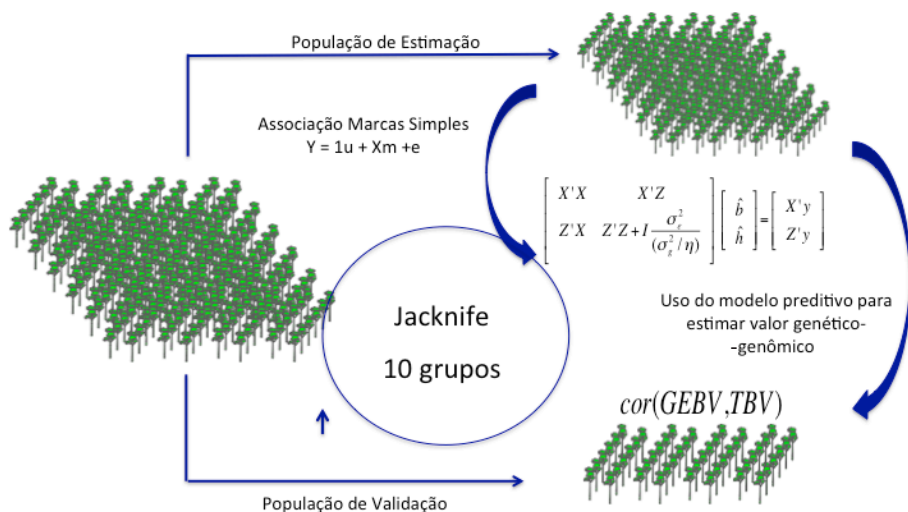 População de Estimação
Associação Marcas Simples
Y = 1u + Xm +e
X'X X'Z
Z'X Z'Z + I σ²e/(σ²g/η)
[b̂ ĥ] = [X'y Z'y]
Jacknife
10 grupos
Uso do modelo preditivo para
estimar valor genético-
-genômico
cor(GEBV,TBV)
População de Validação